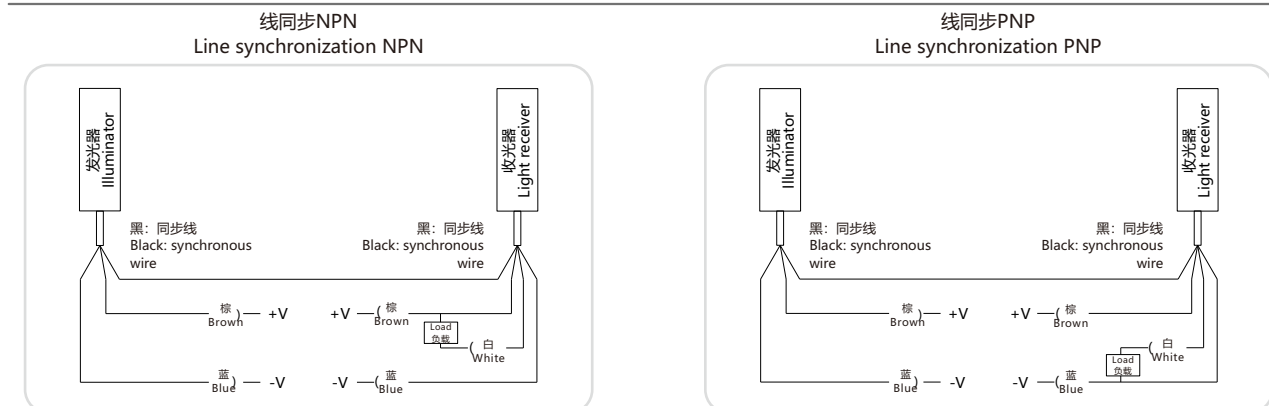 线同步NPN
Line synchronization NPN
发光器
Illuminator
收光器
Light receiver
黑：同步线
Black: synchronous
wire
黑：同步线
Black: synchronous
wire
棕
Brown
+V
+V
棕
Brown
Load
负载
白
White
蓝
Blue
-V
-V
蓝
Blue
线同步PNP
Line synchronization PNP
发光器
Illuminator
收光器
Light receiver
黑：同步线
Black: synchronous
wire
黑：同步线
Black: synchronous
wire
棕
Brown
+V
+V
棕
Brown
白
White
Load
负载
蓝
Blue
-V
-V
蓝
Blue